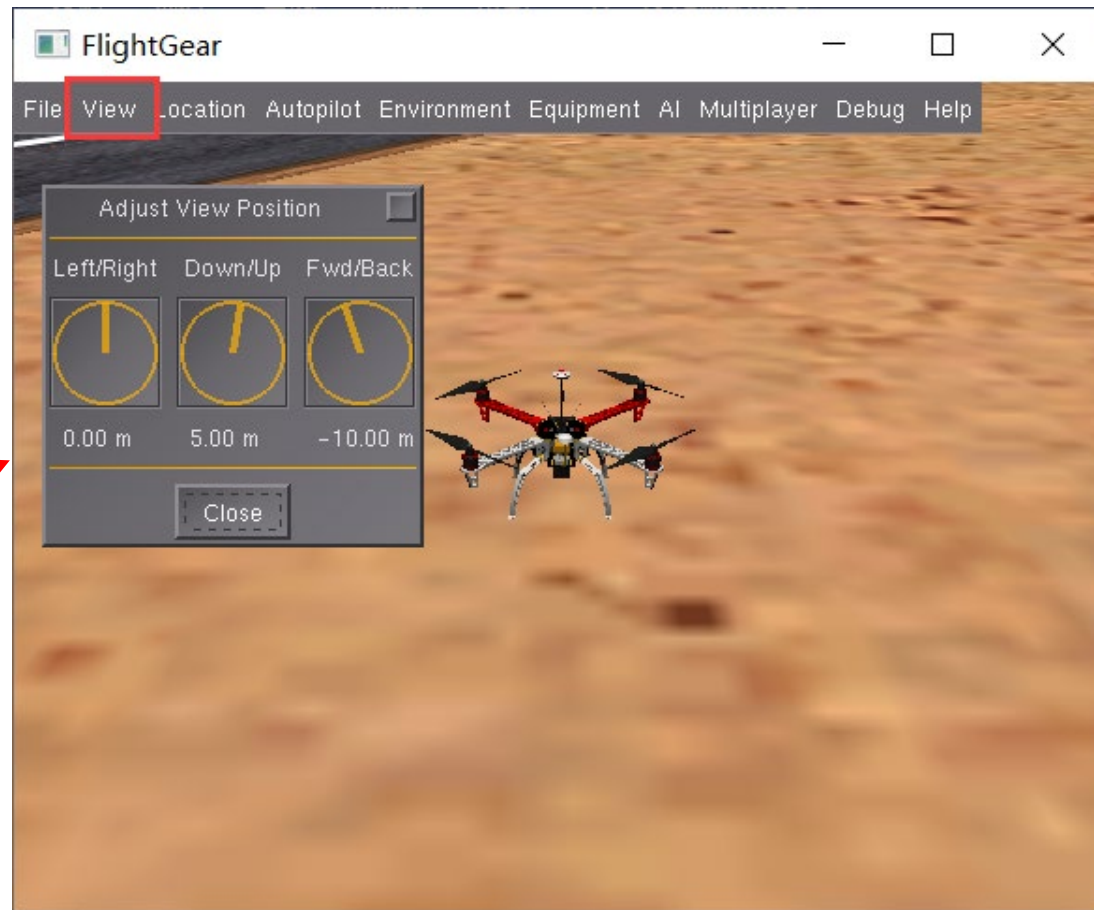 FlightGear
File View Location Autopilot Environment Equipment AI Multiplayer Debug Help
Adjust View Position
Left/Right Down/Up Fwd/Back
0.00 m 5.00 m -10.00 m
Close